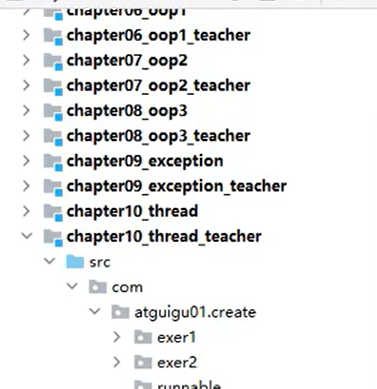 chapter06_oop1
chapter06_oop1_teacher
chapter07_oop2
chapter07_oop2_teacher
chapter08_oop3
chapter08_oop3_teacher
chapter09_exception
chapter09_exception_teacher
chapter10_thread
chapter10_thread_teacher
src
com
atguigu01.create
exer1
exer2
runnable